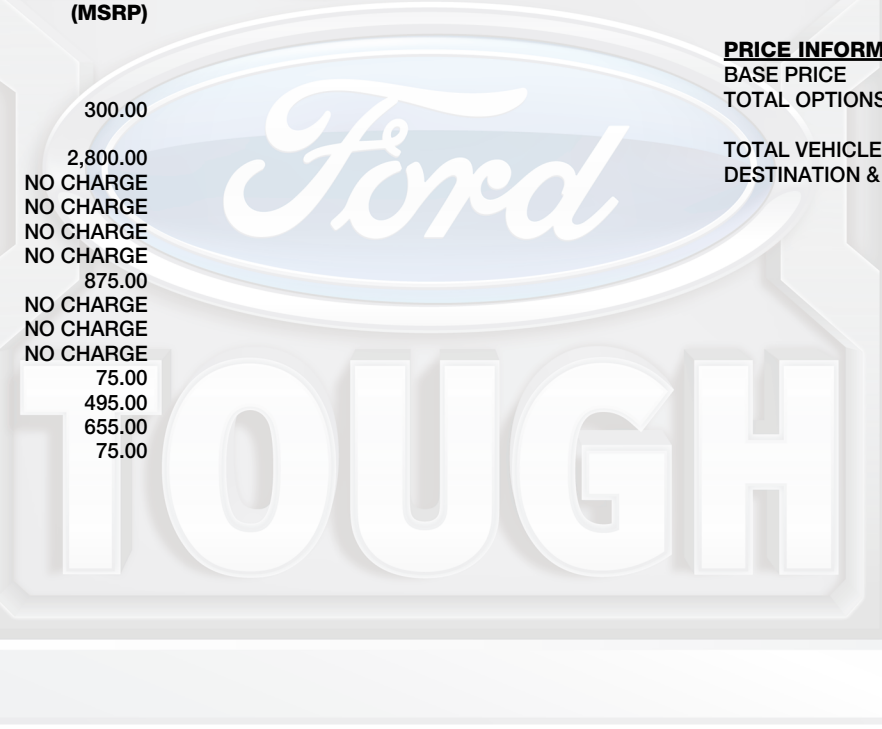 (MSRP)
300.00
2,800.00
NO CHARGE
NO CHARGE
NO CHARGE
NO CHARGE
875.00
NO CHARGE
NO CHARGE
NO CHARGE
75.00
495.00
655.00
75.00
PRICE INFORM
BASE PRICE
TOTAL OPTIONS
TOTAL VEHICLE
DESTINATION &
Ford
TOUGH